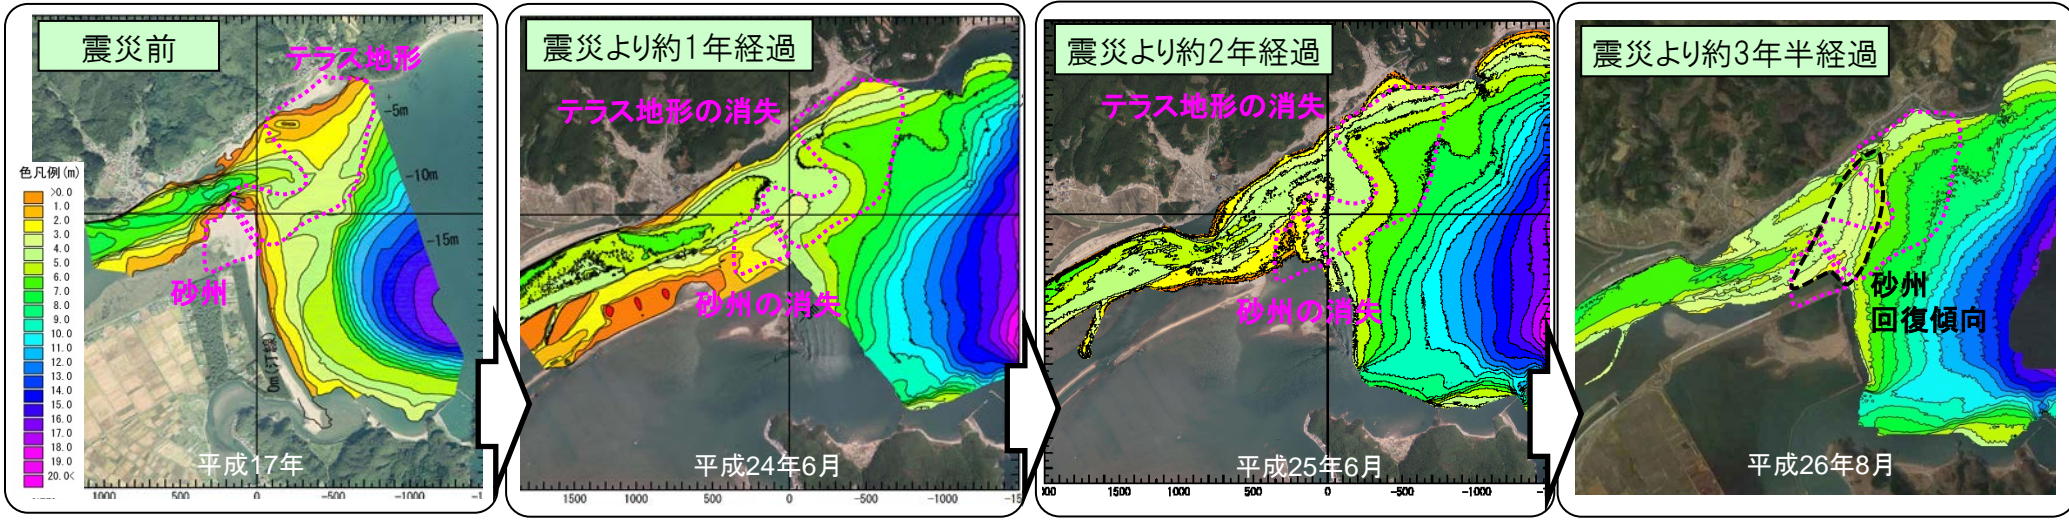 震災前
テラス地形
-5m
-10m
-15m
色凡例(m)
>0.0
1.0
2.0
3.0
4.0
5.0
6.0
7.0
8.0
9.0
10.0
11.0
12.0
13.0
14.0
15.0
16.0
17.0
18.0
19.0
20.0<
砂州
0m(汀線)
平成17年
1000 500 0 -500 -1000
震災より約1年経過
テラス地形の消失
砂州の消失
平成24年6月
1500 1000 500 0 -500 -1000
震災より約2年経過
テラス地形の消失
砂州の消失
平成25年6月
1500 1000 500 0 -500 -1000
震災より約3年半経過
砂州
回復傾向
平成26年8月